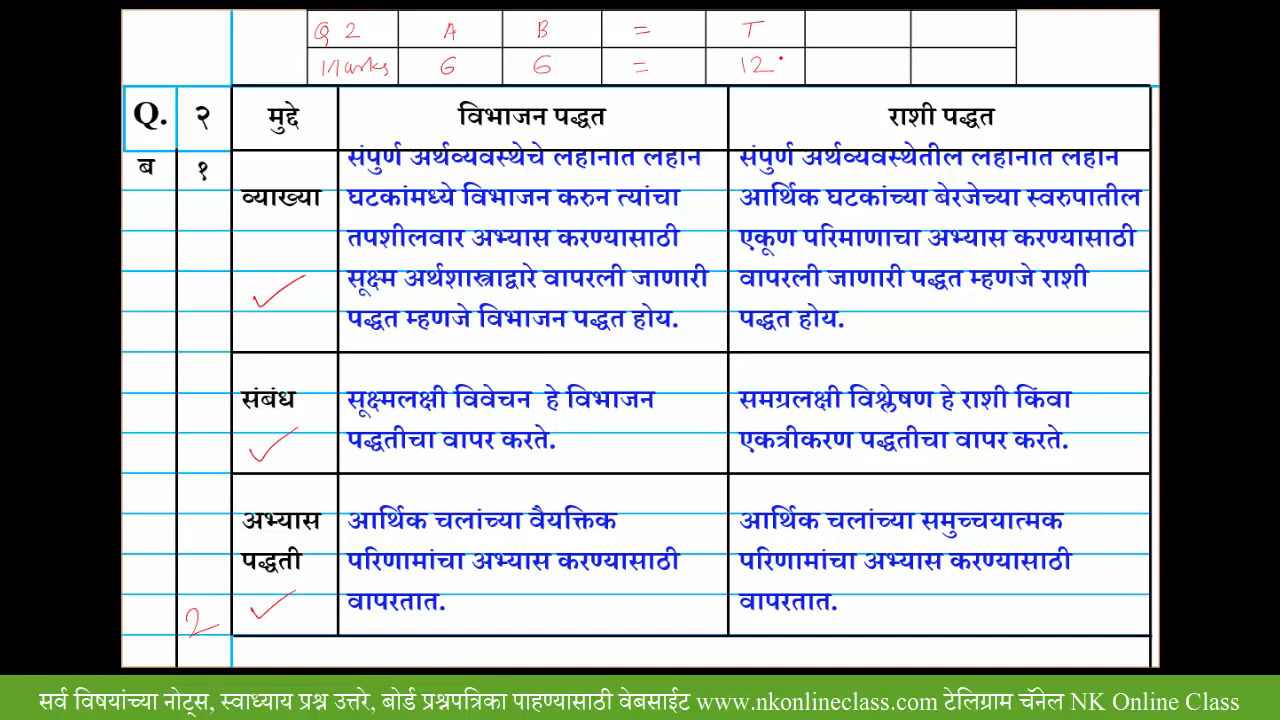 Q 2 A B = T
Marks 6 6 = 12
Q. २ मुद्दे विभाजन पद्धत राशी पद्धत
ब १ व्याख्या
संपुर्ण अर्थव्यवस्थेचे लहानात लहान
घटकांमध्ये विभाजन करुन त्यांचा
तपशीलवार अभ्यास करण्यासाठी
सूक्ष्म अर्थशास्त्राद्वारे वापरली जाणारी
पद्धत म्हणजे विभाजन पद्धत होय.
संपुर्ण अर्थव्यवस्थेतील लहानात लहान
आर्थिक घटकांच्या बेरजेच्या स्वरुपातील
एकूण परिमाणाचा अभ्यास करण्यासाठी
वापरली जाणारी पद्धत म्हणजे राशी
पद्धत होय.
संबंध
सूक्ष्मलक्षी विवेचन हे विभाजन
पद्धतीचा वापर करते.
समग्रलक्षी विश्लेषण हे राशी किंवा
एकत्रीकरण पद्धतीचा वापर करते.
अभ्यास
पद्धती
आर्थिक चलांच्या वैयक्तिक
परिणामांचा अभ्यास करण्यासाठी
वापरतात.
आर्थिक चलांच्या समुच्चयात्मक
परिणामांचा अभ्यास करण्यासाठी
वापरतात.
2
सर्व विषयांच्या नोट्स, स्वाध्याय प्रश्न उत्तरे, बोर्ड प्रश्नपत्रिका पाहण्यासाठी वेबसाईट www.nkonlineclass.com टेलिग्राम चॅनेल NK Online Class